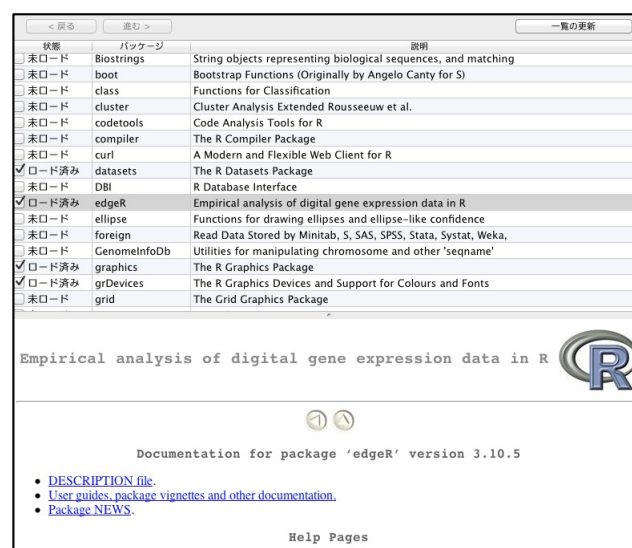 < 戻る 進む > 一覧の更新
状態 パッケージ 説明
未ロード Biostrings String objects representing biological sequences, and matching
未ロード boot Bootstrap Functions (Originally by Angelo Canty for S)
未ロード class Functions for Classification
未ロード cluster Cluster Analysis Extended Rousseeuw et al.
未ロード codetools Code Analysis Tools for R
未ロード compiler The R Compiler Package
未ロード curl A Modern and Flexible Web Client for R
ロード済み datasets The R Datasets Package
未ロード DBI R Database Interface
ロード済み edgeR Empirical analysis of digital gene expression data in R
未ロード ellipse Functions for drawing ellipses and ellipse-like confidence
未ロード foreign Read Data Stored by Minitab, S, SAS, SPSS, Stata, Systat, Weka,
未ロード GenomeInfoDb Utilities for manipulating chromosome and other 'seqname'
ロード済み graphics The R Graphics Package
ロード済み grDevices The R Graphics Devices and Support for Colours and Fonts
未ロード grid The Grid Graphics Package
Empirical analysis of digital gene expression data in R
R
Documentation for package ‘edgeR’ version 3.10.5
• DESCRIPTION file.
• User guides, package vignettes and other documentation.
• Package NEWS.
Help Pages